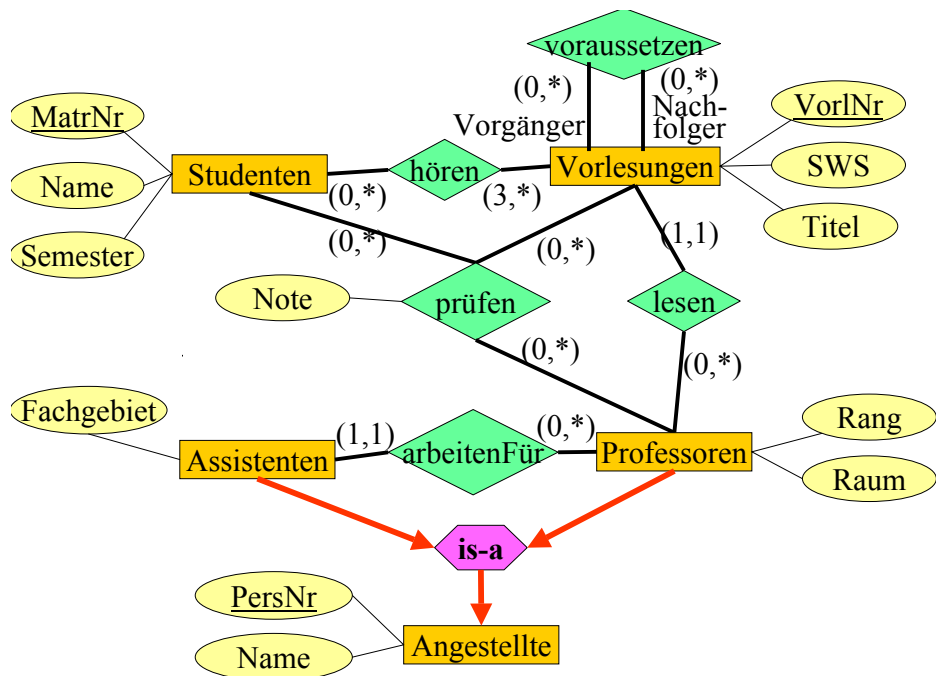 voraussetzen
(0,*)
(0,*)
Vorgänger
Nach-
folger
MatrNr
Name
Semester
Studenten
(0,*)
hören
(3,*)
Vorlesungen
VorlNr
SWS
Titel
(0,*)
(0,*)
(1,1)
Note
prüfen
lesen
(0,*)
(0,*)
Fachgebiet
Assistenten
(1,1)
arbeitenFür
(0,*)
Professoren
Rang
Raum
is-a
PersNr
Name
Angestellte